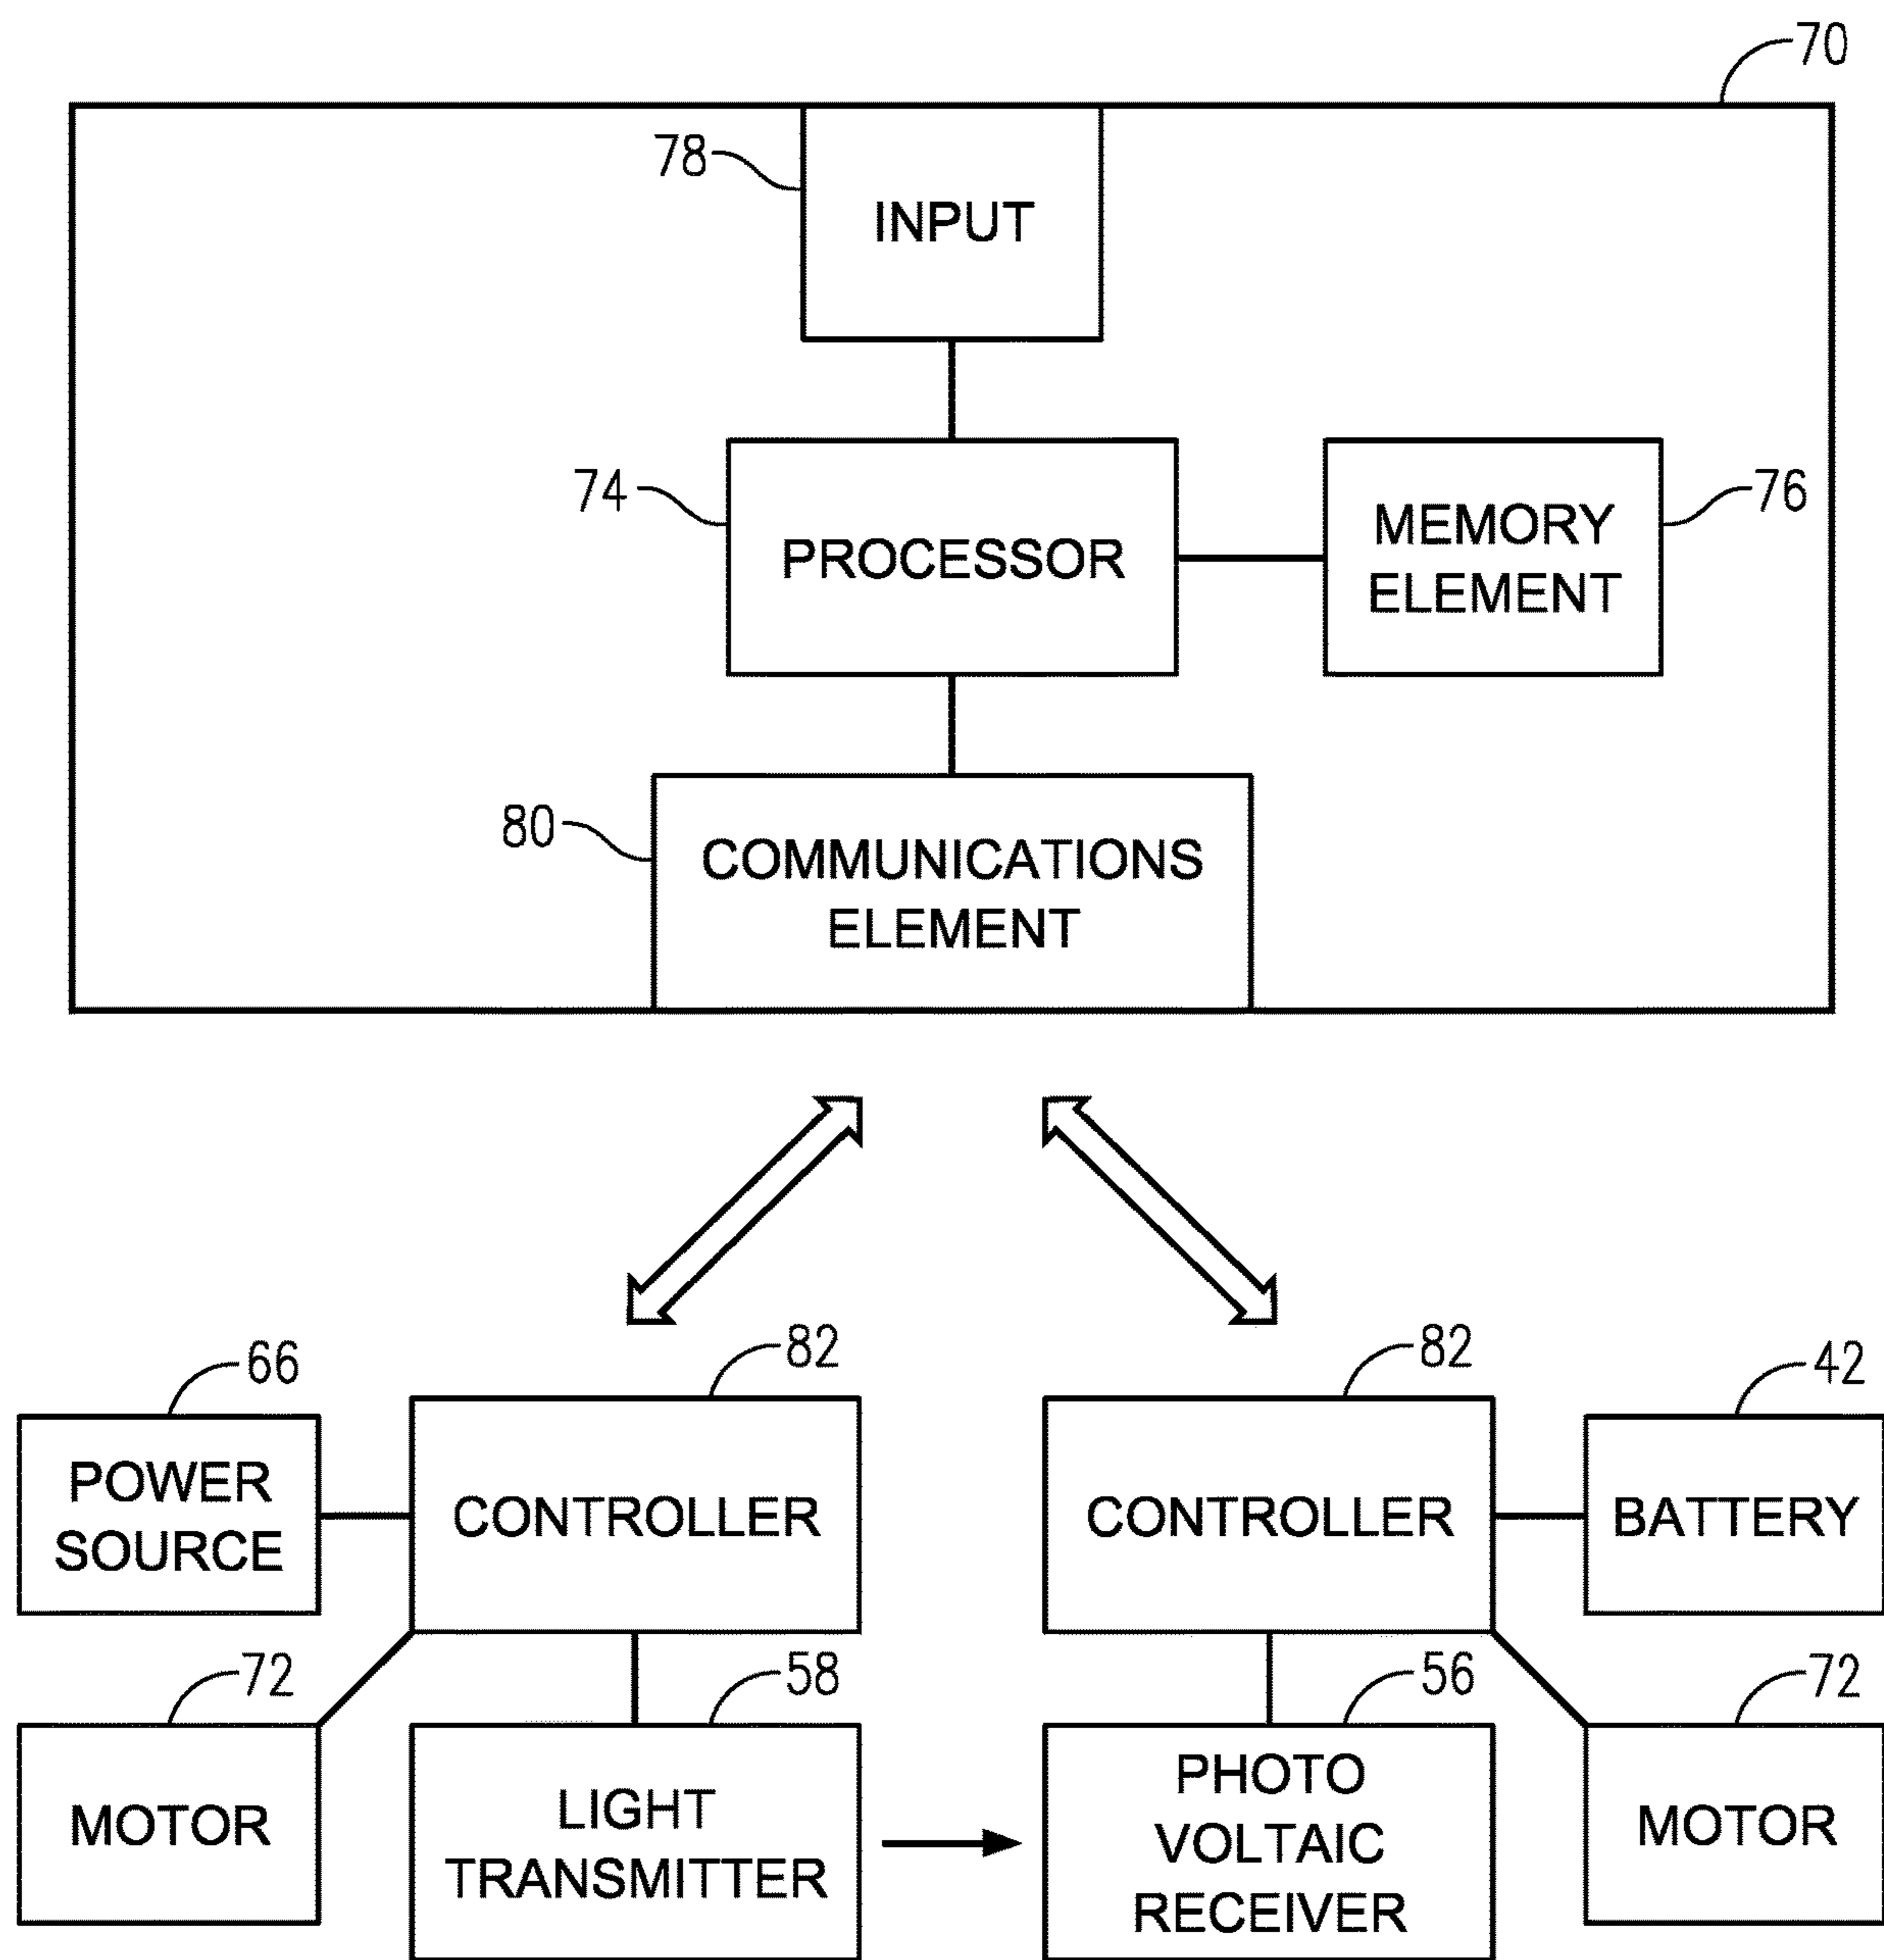 70
78
INPUT
74
PROCESSOR
MEMORY
ELEMENT
76
80
COMMUNICATIONS
ELEMENT
66
82
82
42
POWER
SOURCE
CONTROLLER
CONTROLLER
BATTERY
72
58
56
72
MOTOR
LIGHT
TRANSMITTER
PHOTO
VOLTAIC
RECEIVER
MOTOR